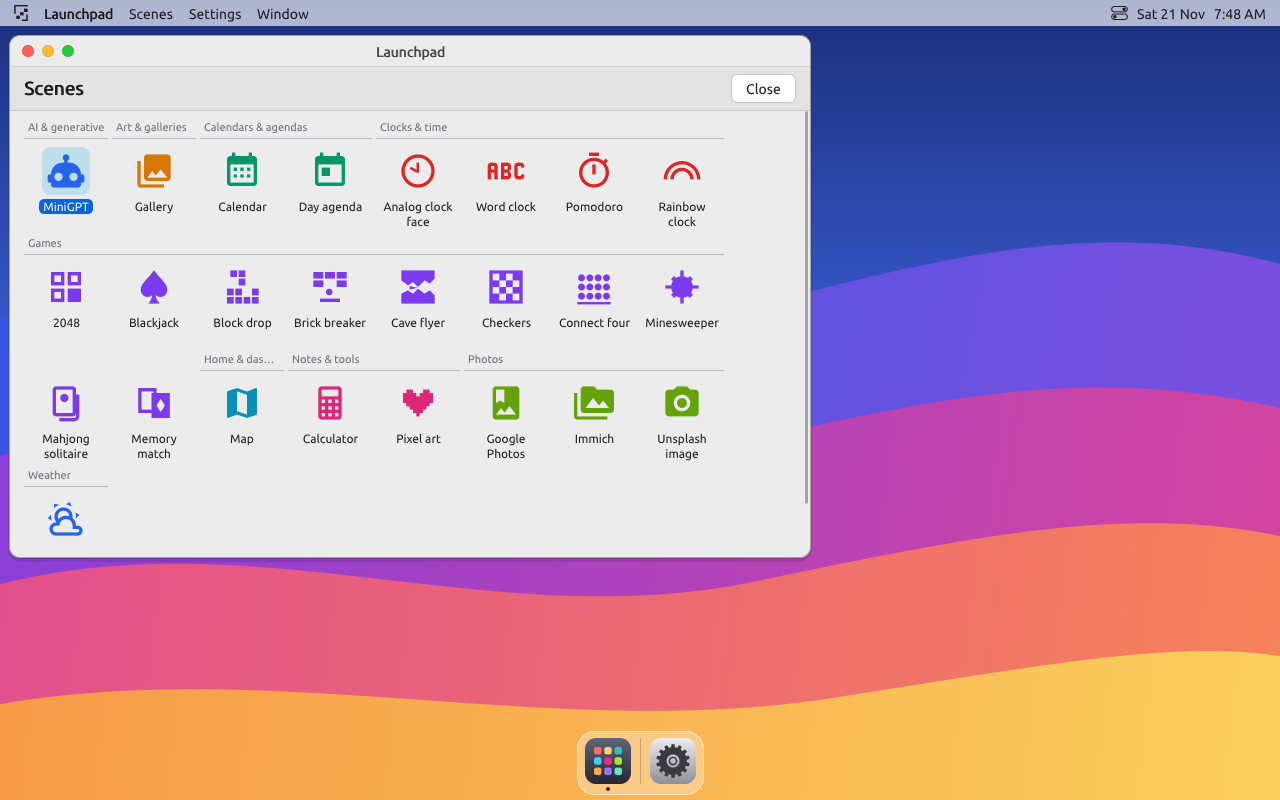 Launchpad Scenes Settings Window Sat 21 Nov 7:48 AM
Launchpad
Scenes Close
AI & generative Art & galleries Calendars & agendas Clocks & time
ABC
MiniGPT Gallery Calendar Day agenda Analog clock face Word clock Pomodoro Rainbow clock
Games
2048 Blackjack Block drop Brick breaker Cave flyer Checkers Connect four Minesweeper
Home & das… Notes & tools Photos
Mahjong solitaire Memory match Map Calculator Pixel art Google Photos Immich Unsplash image
Weather